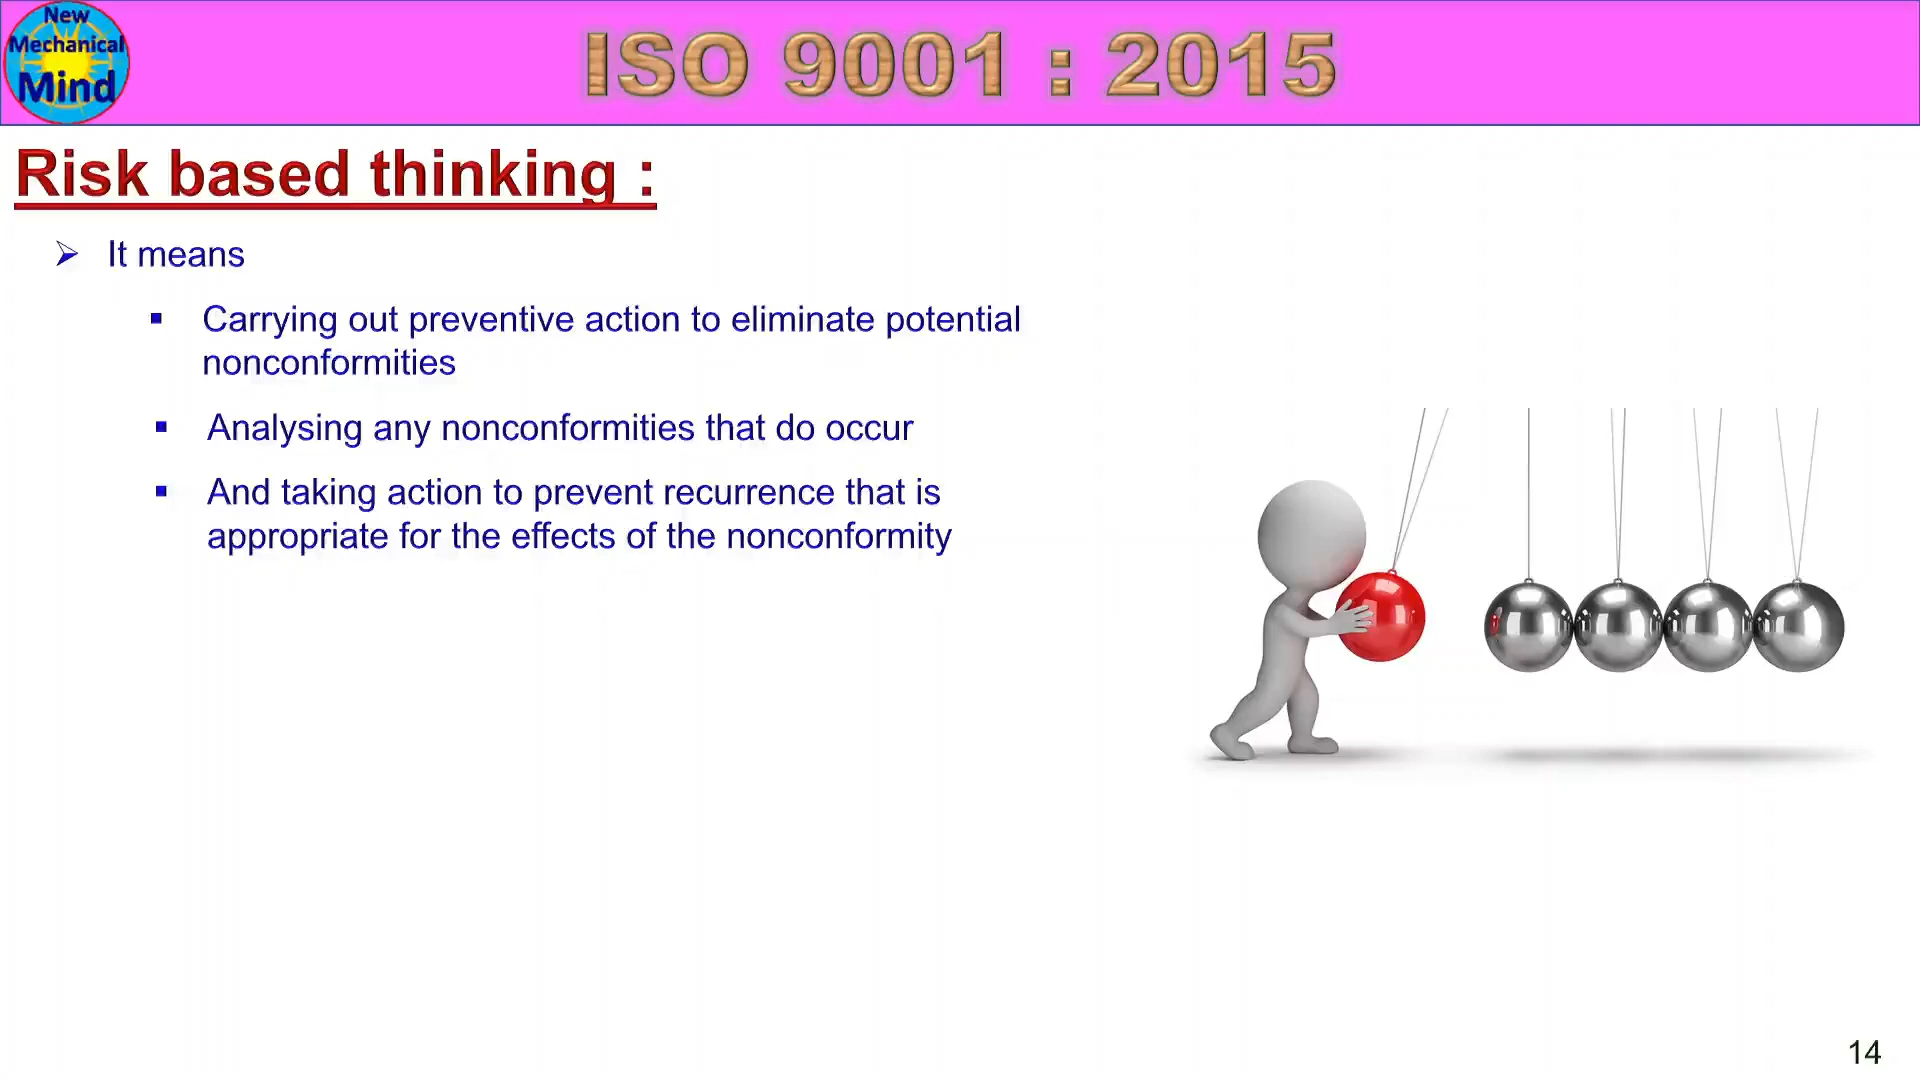 New
Mechanical
Mind
ISO 9001 : 2015
Risk based thinking :
It means
Carrying out preventive action to eliminate potential
nonconformities
Analysing any nonconformities that do occur
And taking action to prevent recurrence that is
appropriate for the effects of the nonconformity
14